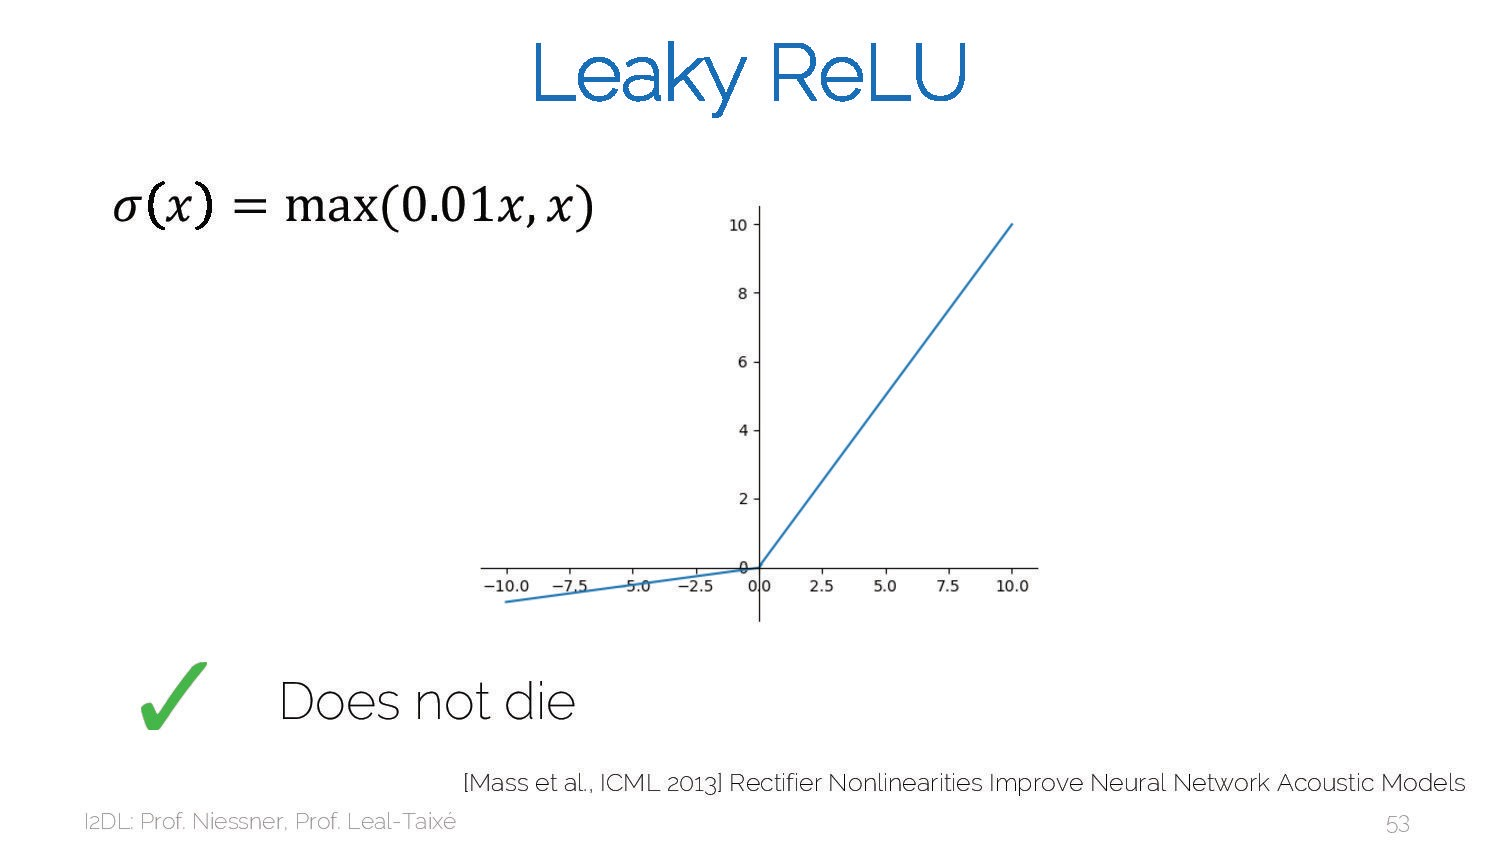 Leaky ReLU
σ(x) = max(0.01x, x)
10
8
6
4
2
0
−10.0 −7.5 −5.0 −2.5 0.0 2.5 5.0 7.5 10.0
Does not die
[Mass et al., ICML 2013] Rectifier Nonlinearities Improve Neural Network Acoustic Models
I2DL: Prof. Niessner, Prof. Leal-Taixé
53